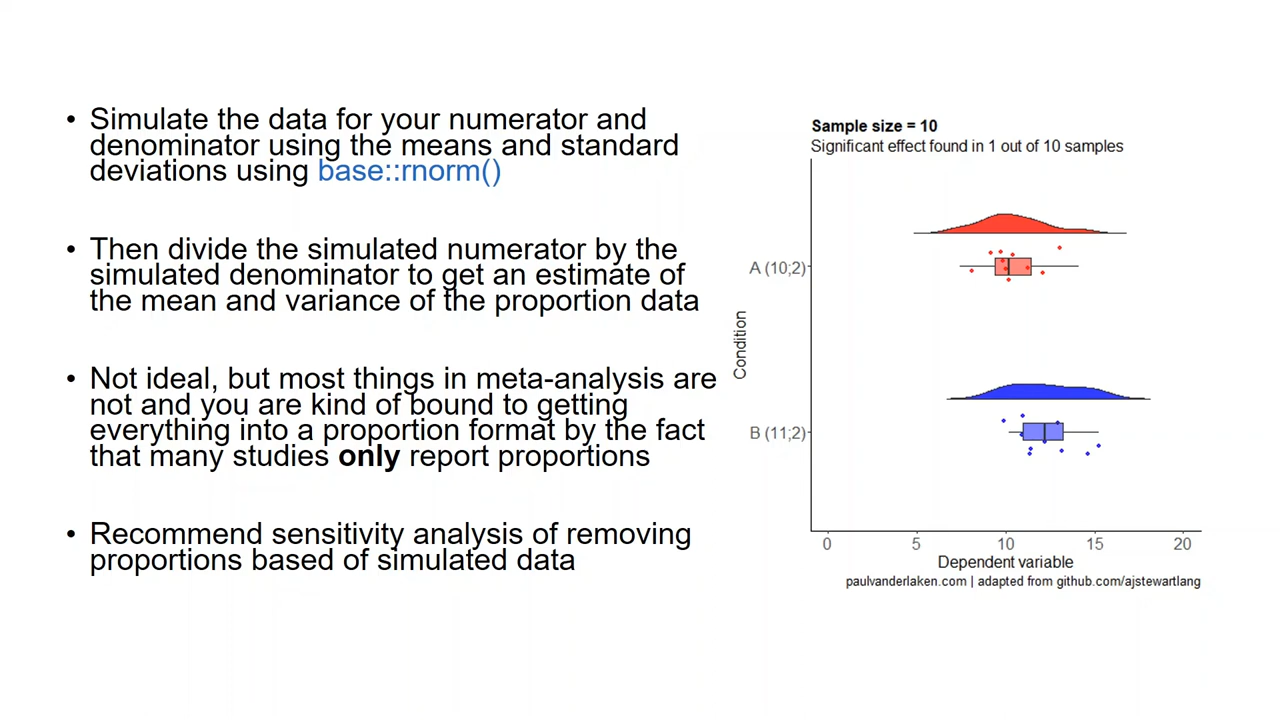 • Simulate the data for your numerator and
denominator using the means and standard
deviations using base::rnorm()
• Then divide the simulated numerator by the
simulated denominator to get an estimate of
the mean and variance of the proportion data
• Not ideal, but most things in meta-analysis are
not and you are kind of bound to getting
everything into a proportion format by the fact
that many studies only report proportions
• Recommend sensitivity analysis of removing
proportions based of simulated data
Sample size = 10
Significant effect found in 1 out of 10 samples
Condition
A (10;2)
B (11;2)
0 5 10 15 20
Dependent variable
paulvanderlaken.com | adapted from github.com/ajstewartlang